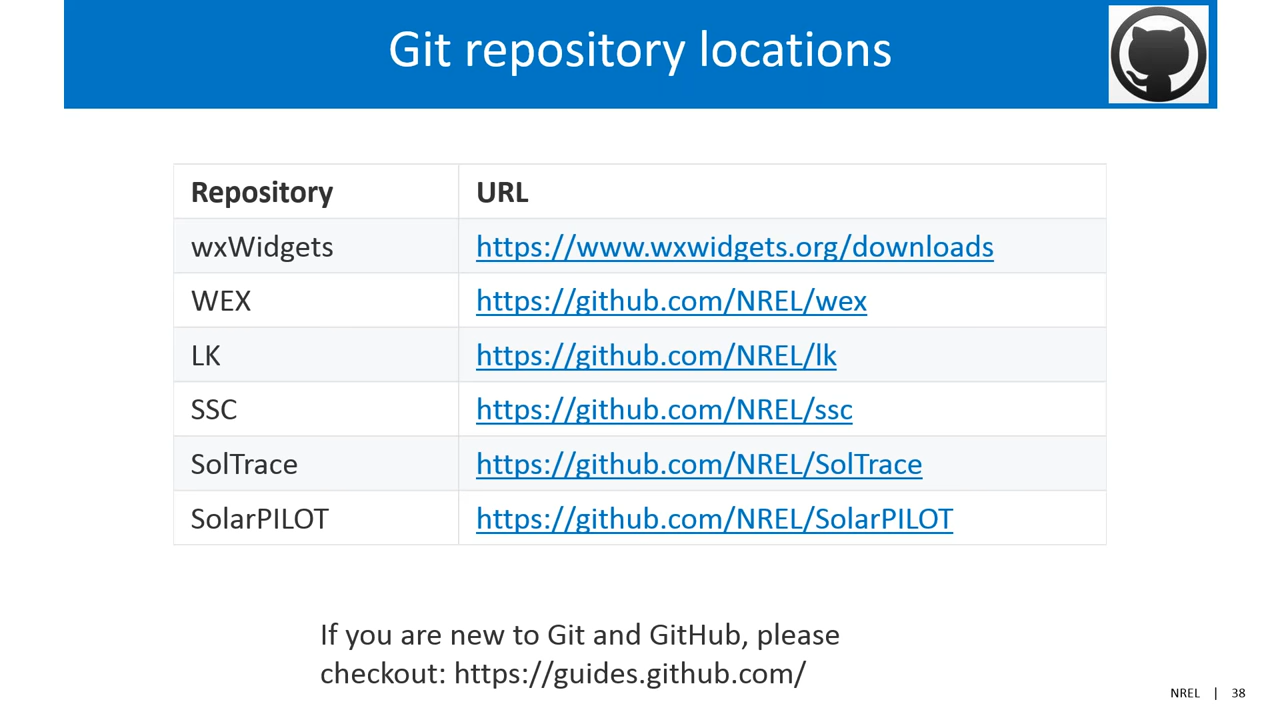 Git repository locations
Repository URL
wxWidgets https://www.wxwidgets.org/downloads
WEX https://github.com/NREL/wex
LK https://github.com/NREL/lk
SSC https://github.com/NREL/ssc
SolTrace https://github.com/NREL/SolTrace
SolarPILOT https://github.com/NREL/SolarPILOT
If you are new to Git and GitHub, please
checkout: https://guides.github.com/
NREL | 38